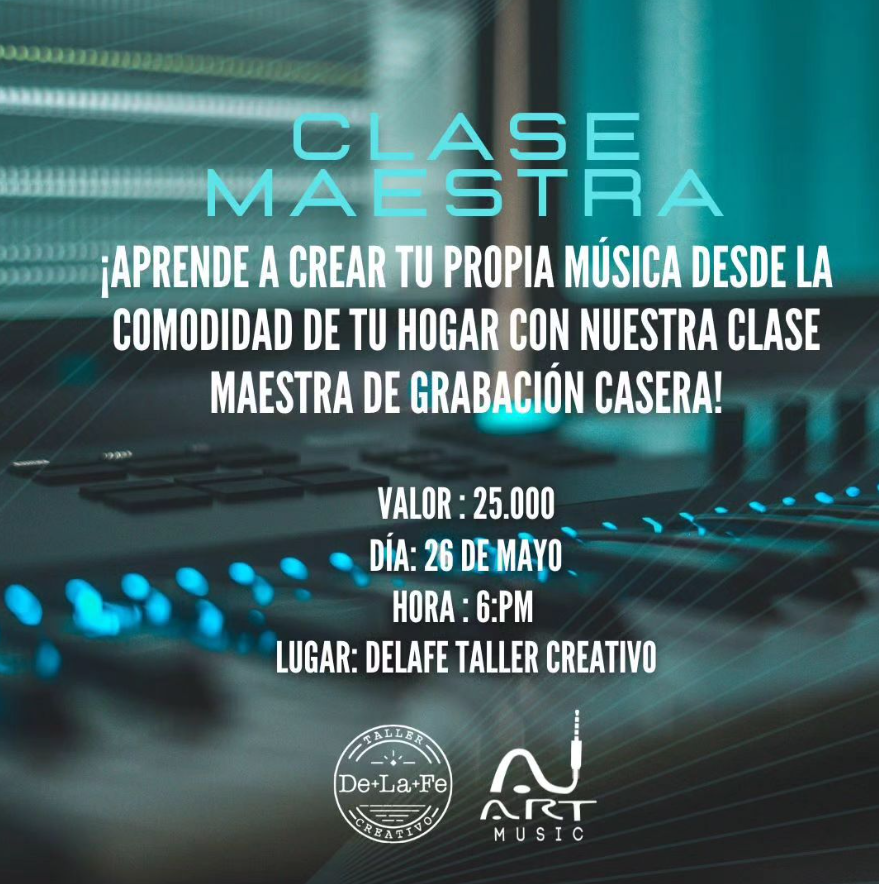 CLASE
MAESTRA
¡APRENDE A CREAR TU PROPIA MÚSICA DESDE LA
COMODIDAD DE TU HOGAR CON NUESTRA CLASE
MAESTRA DE GRABACIÓN CASERA!
VALOR : 25.000
DÍA: 26 DE MAYO
HORA : 6:PM
LUGAR: DELAFE TALLER CREATIVO
TALLER
De+La+Fe
CREATIVO
AJ
ART
MUSIC